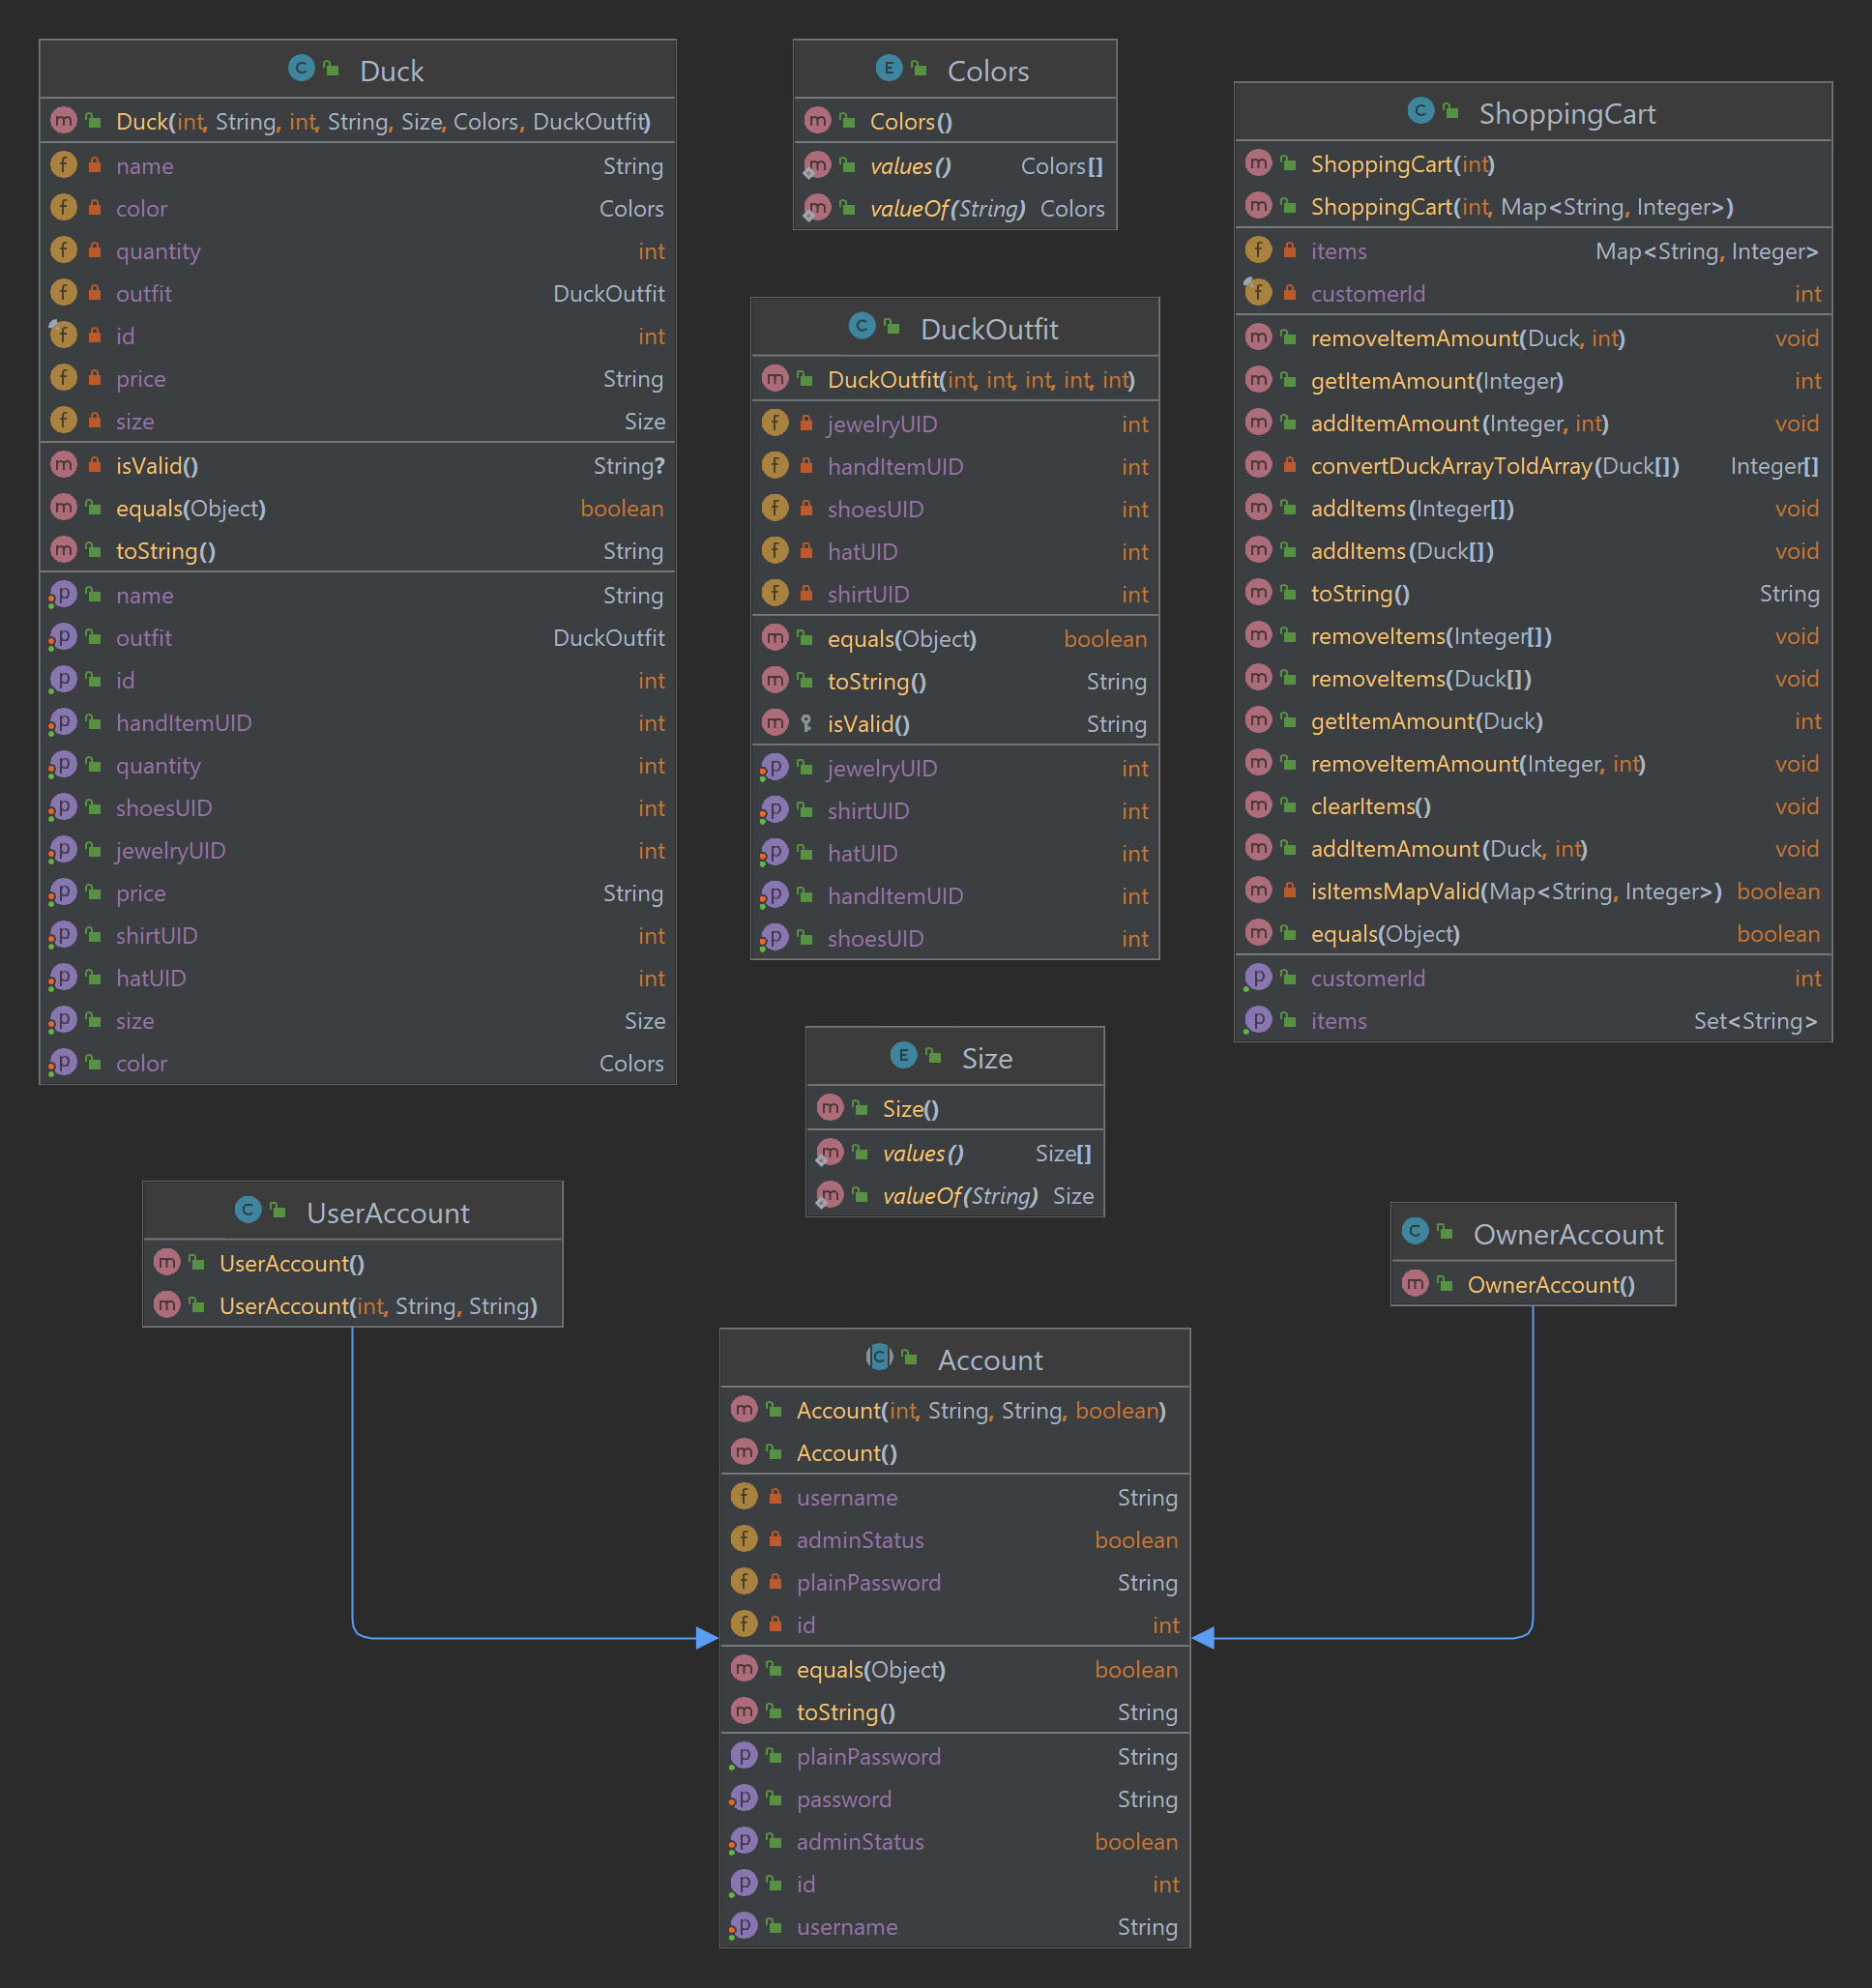 Duck
Duck(int, String, int, String, Size, Colors, DuckOutfit)
name String
color Colors
quantity int
outfit DuckOutfit
id int
price String
size Size
isValid() String?
equals(Object) boolean
toString() String
name String
outfit DuckOutfit
id int
handItemUID int
quantity int
shoesUID int
jewelryUID int
price String
shirtUID int
hatUID int
size Size
color Colors
Colors
Colors()
values() Colors[]
valueOf(String) Colors
DuckOutfit
DuckOutfit(int, int, int, int, int)
jewelryUID int
handItemUID int
shoesUID int
hatUID int
shirtUID int
equals(Object) boolean
toString() String
isValid() String
jewelryUID int
shirtUID int
hatUID int
handItemUID int
shoesUID int
Size
Size()
values() Size[]
valueOf(String) Size
ShoppingCart
ShoppingCart(int)
ShoppingCart(int, Map<String, Integer>)
items Map<String, Integer>
customerId int
removeItemAmount(Duck, int) void
getItemAmount(Integer) int
addItemAmount(Integer, int) void
convertDuckArrayToIdArray(Duck[]) Integer[]
addItems(Integer[]) void
addItems(Duck[]) void
toString() String
removeItems(Integer[]) void
removeItems(Duck[]) void
getItemAmount(Duck) int
removeItemAmount(Integer, int) void
clearItems() void
addItemAmount(Duck, int) void
isItemsMapValid(Map<String, Integer>) boolean
equals(Object) boolean
customerId int
items Set<String>
UserAccount
UserAccount()
UserAccount(int, String, String)
OwnerAccount
OwnerAccount()
Account
Account(int, String, String, boolean)
Account()
username String
adminStatus boolean
plainPassword String
id int
equals(Object) boolean
toString() String
plainPassword String
password String
adminStatus boolean
id int
username String